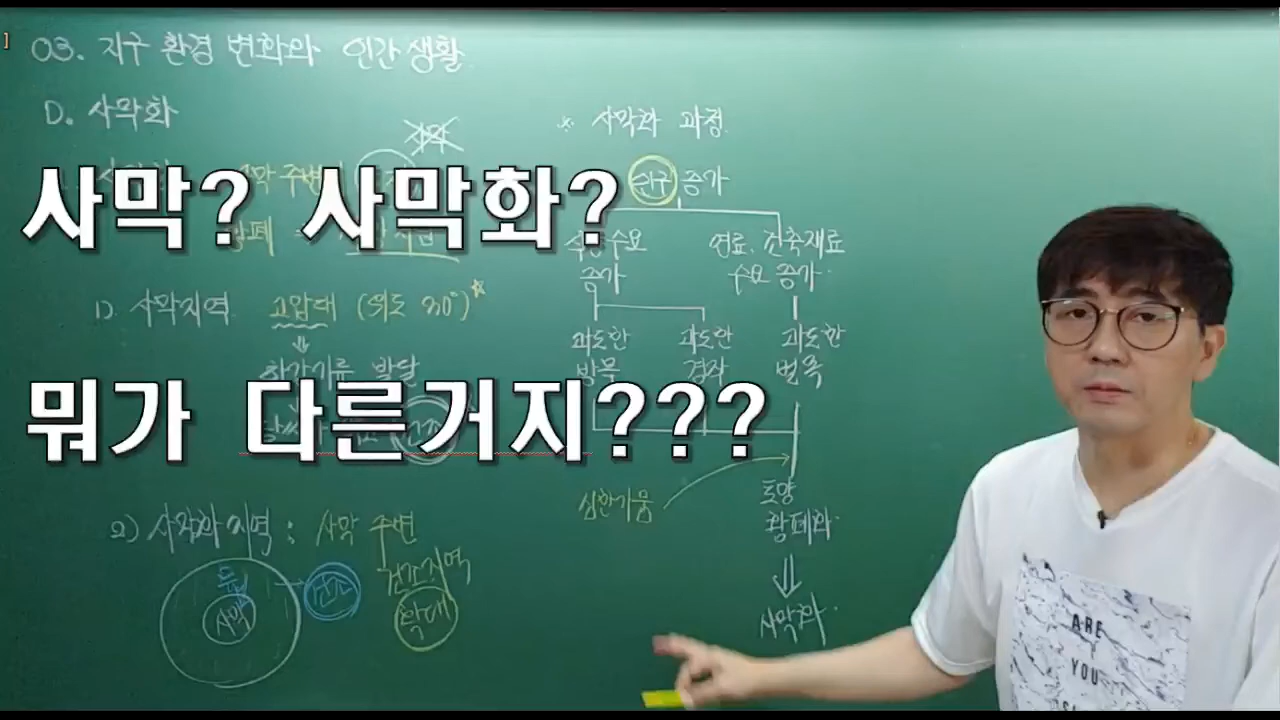 03. 지구 환경 변화와 인간 생활
D. 사막화
* 사막화 과정
인구 증가
사막? 사막화?
수요 증가
연료, 건축재료
수요 증가
1). 사막지역 고압대 (위도 30°)*
⇓
하강기류 발달
과도한 방목
과도한 경작
과도한 벌목
뭐가 다른거지???
심한가뭄
토양
황폐화
⇓
사막화
2) 사막화 지역 : 사막 주변
건조지역
확대
사막
건조
ARE
YOU